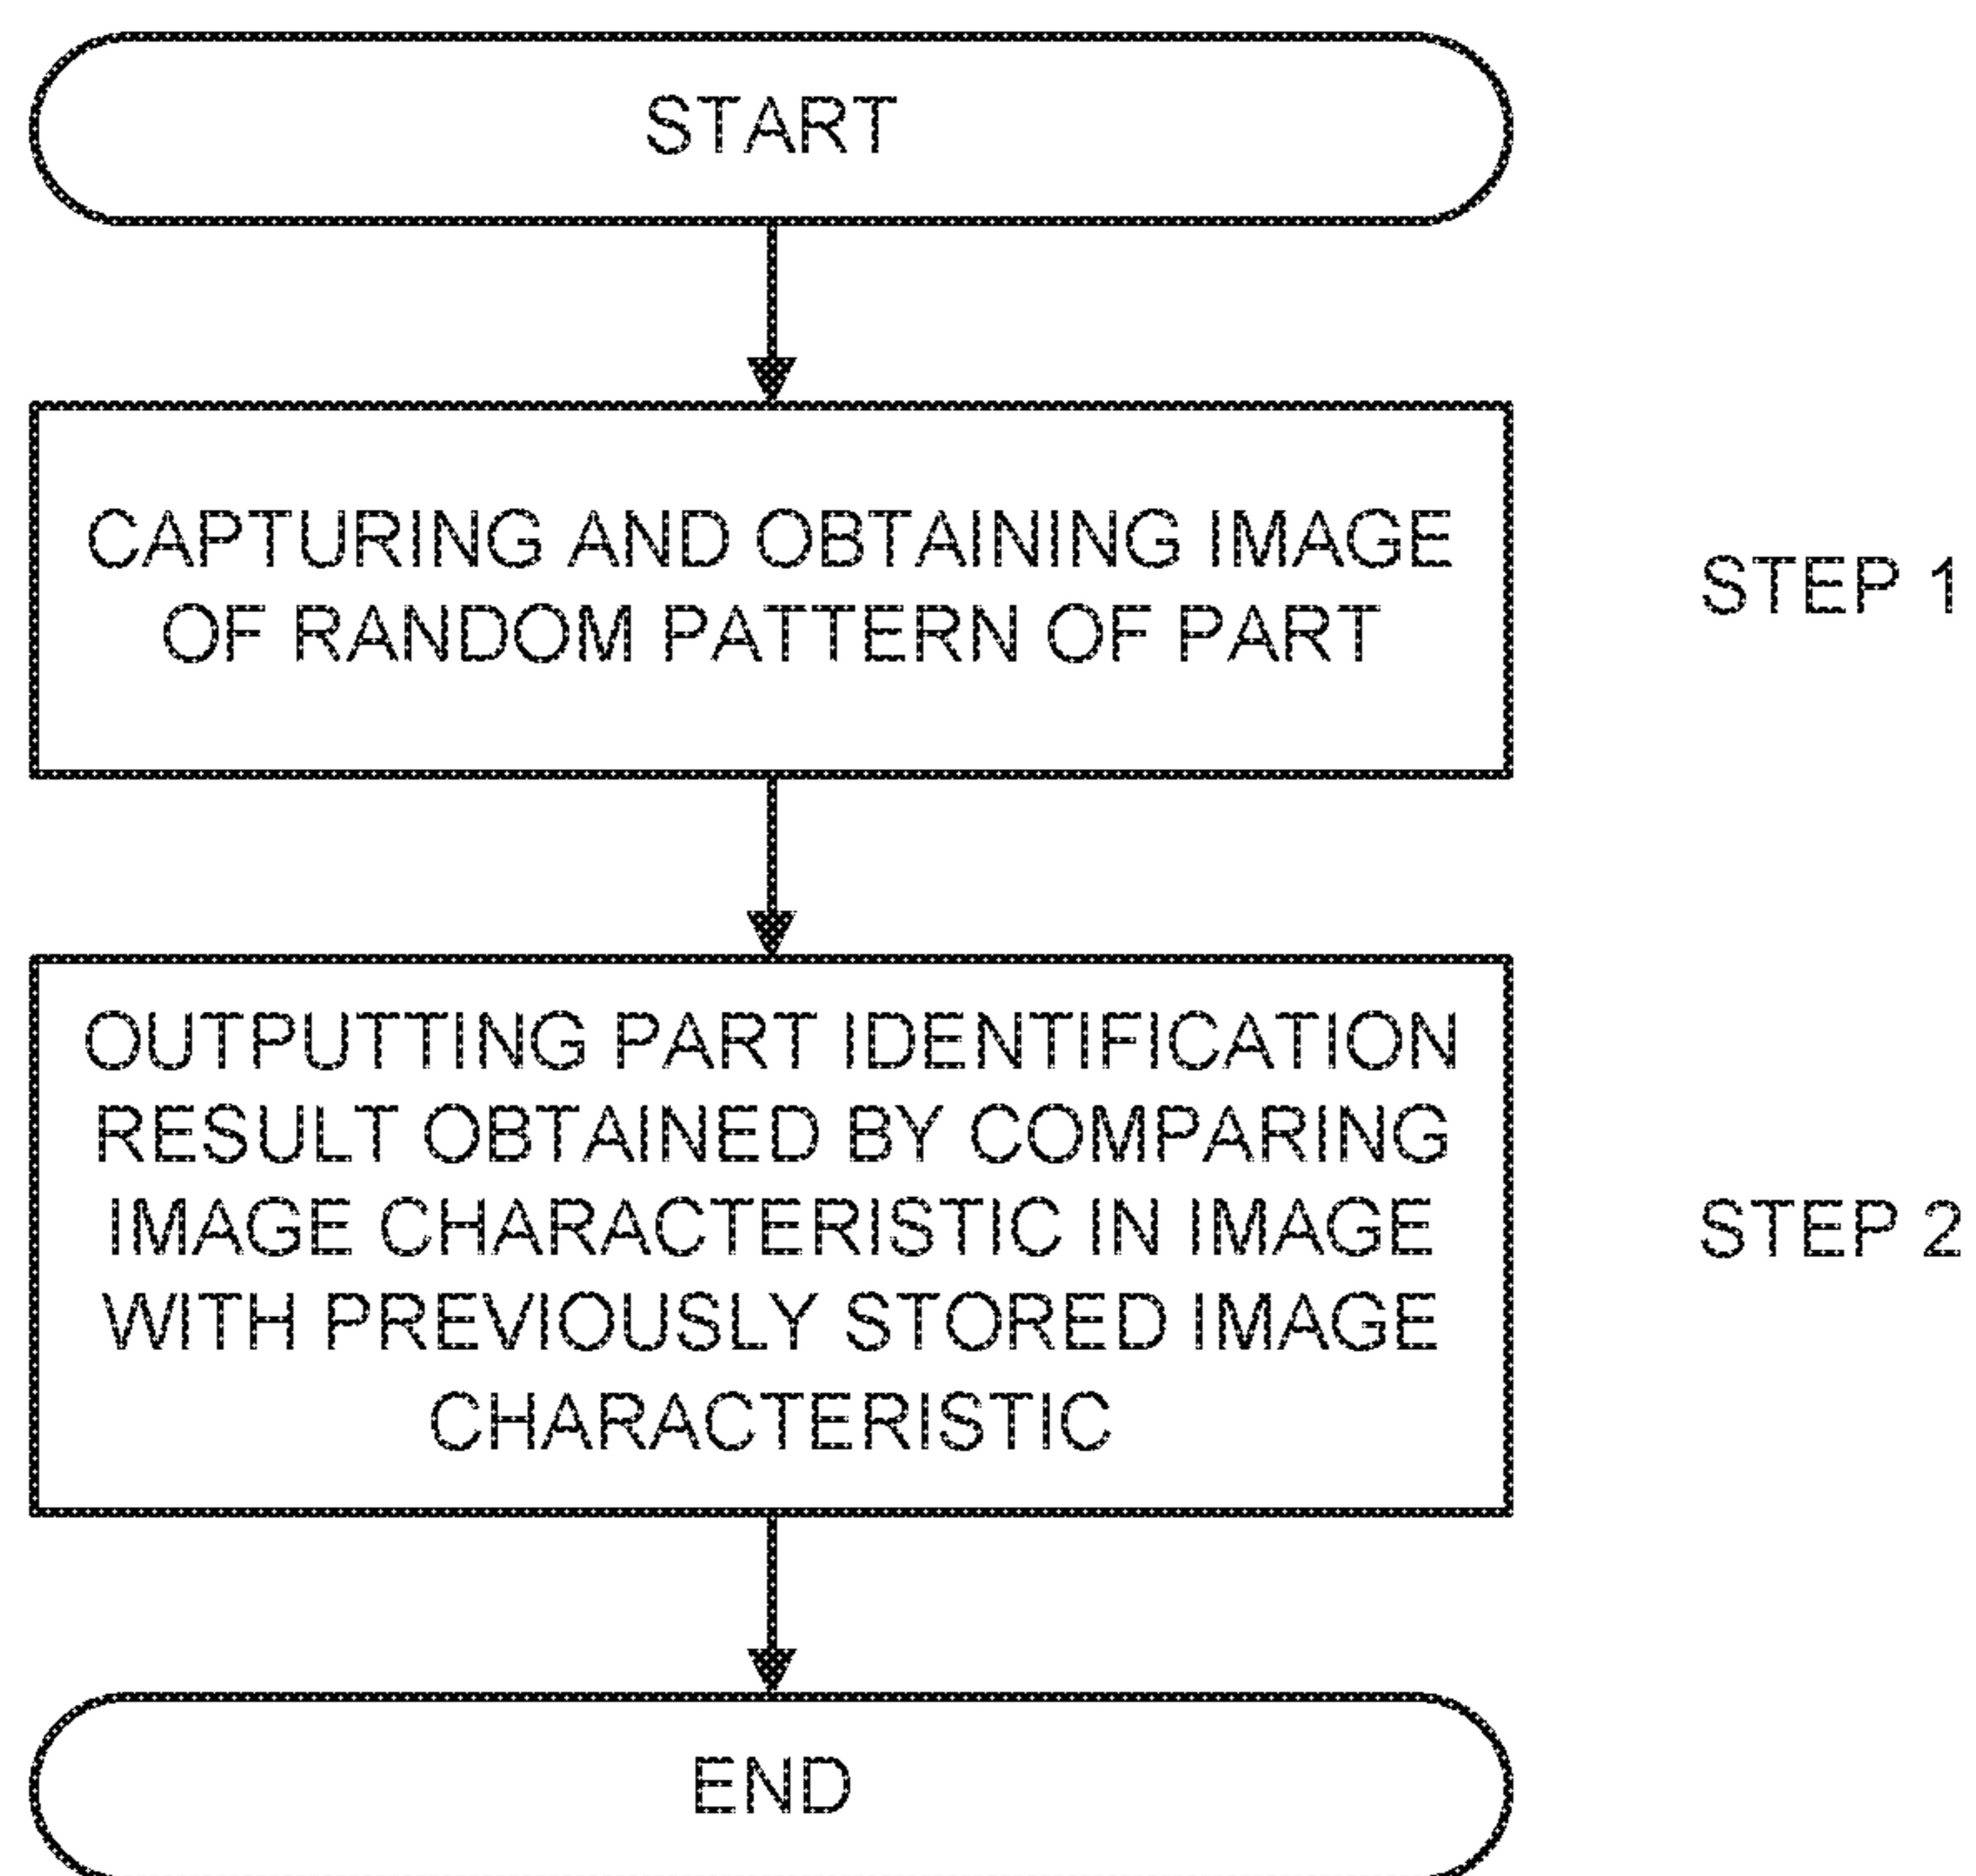 START
CAPTURING AND OBTAINING IMAGE
OF RANDOM PATTERN OF PART
STEP 1
OUTPUTTING PART IDENTIFICATION
RESULT OBTAINED BY COMPARING
IMAGE CHARACTERISTIC IN IMAGE
WITH PREVIOUSLY STORED IMAGE
CHARACTERISTIC
STEP 2
END